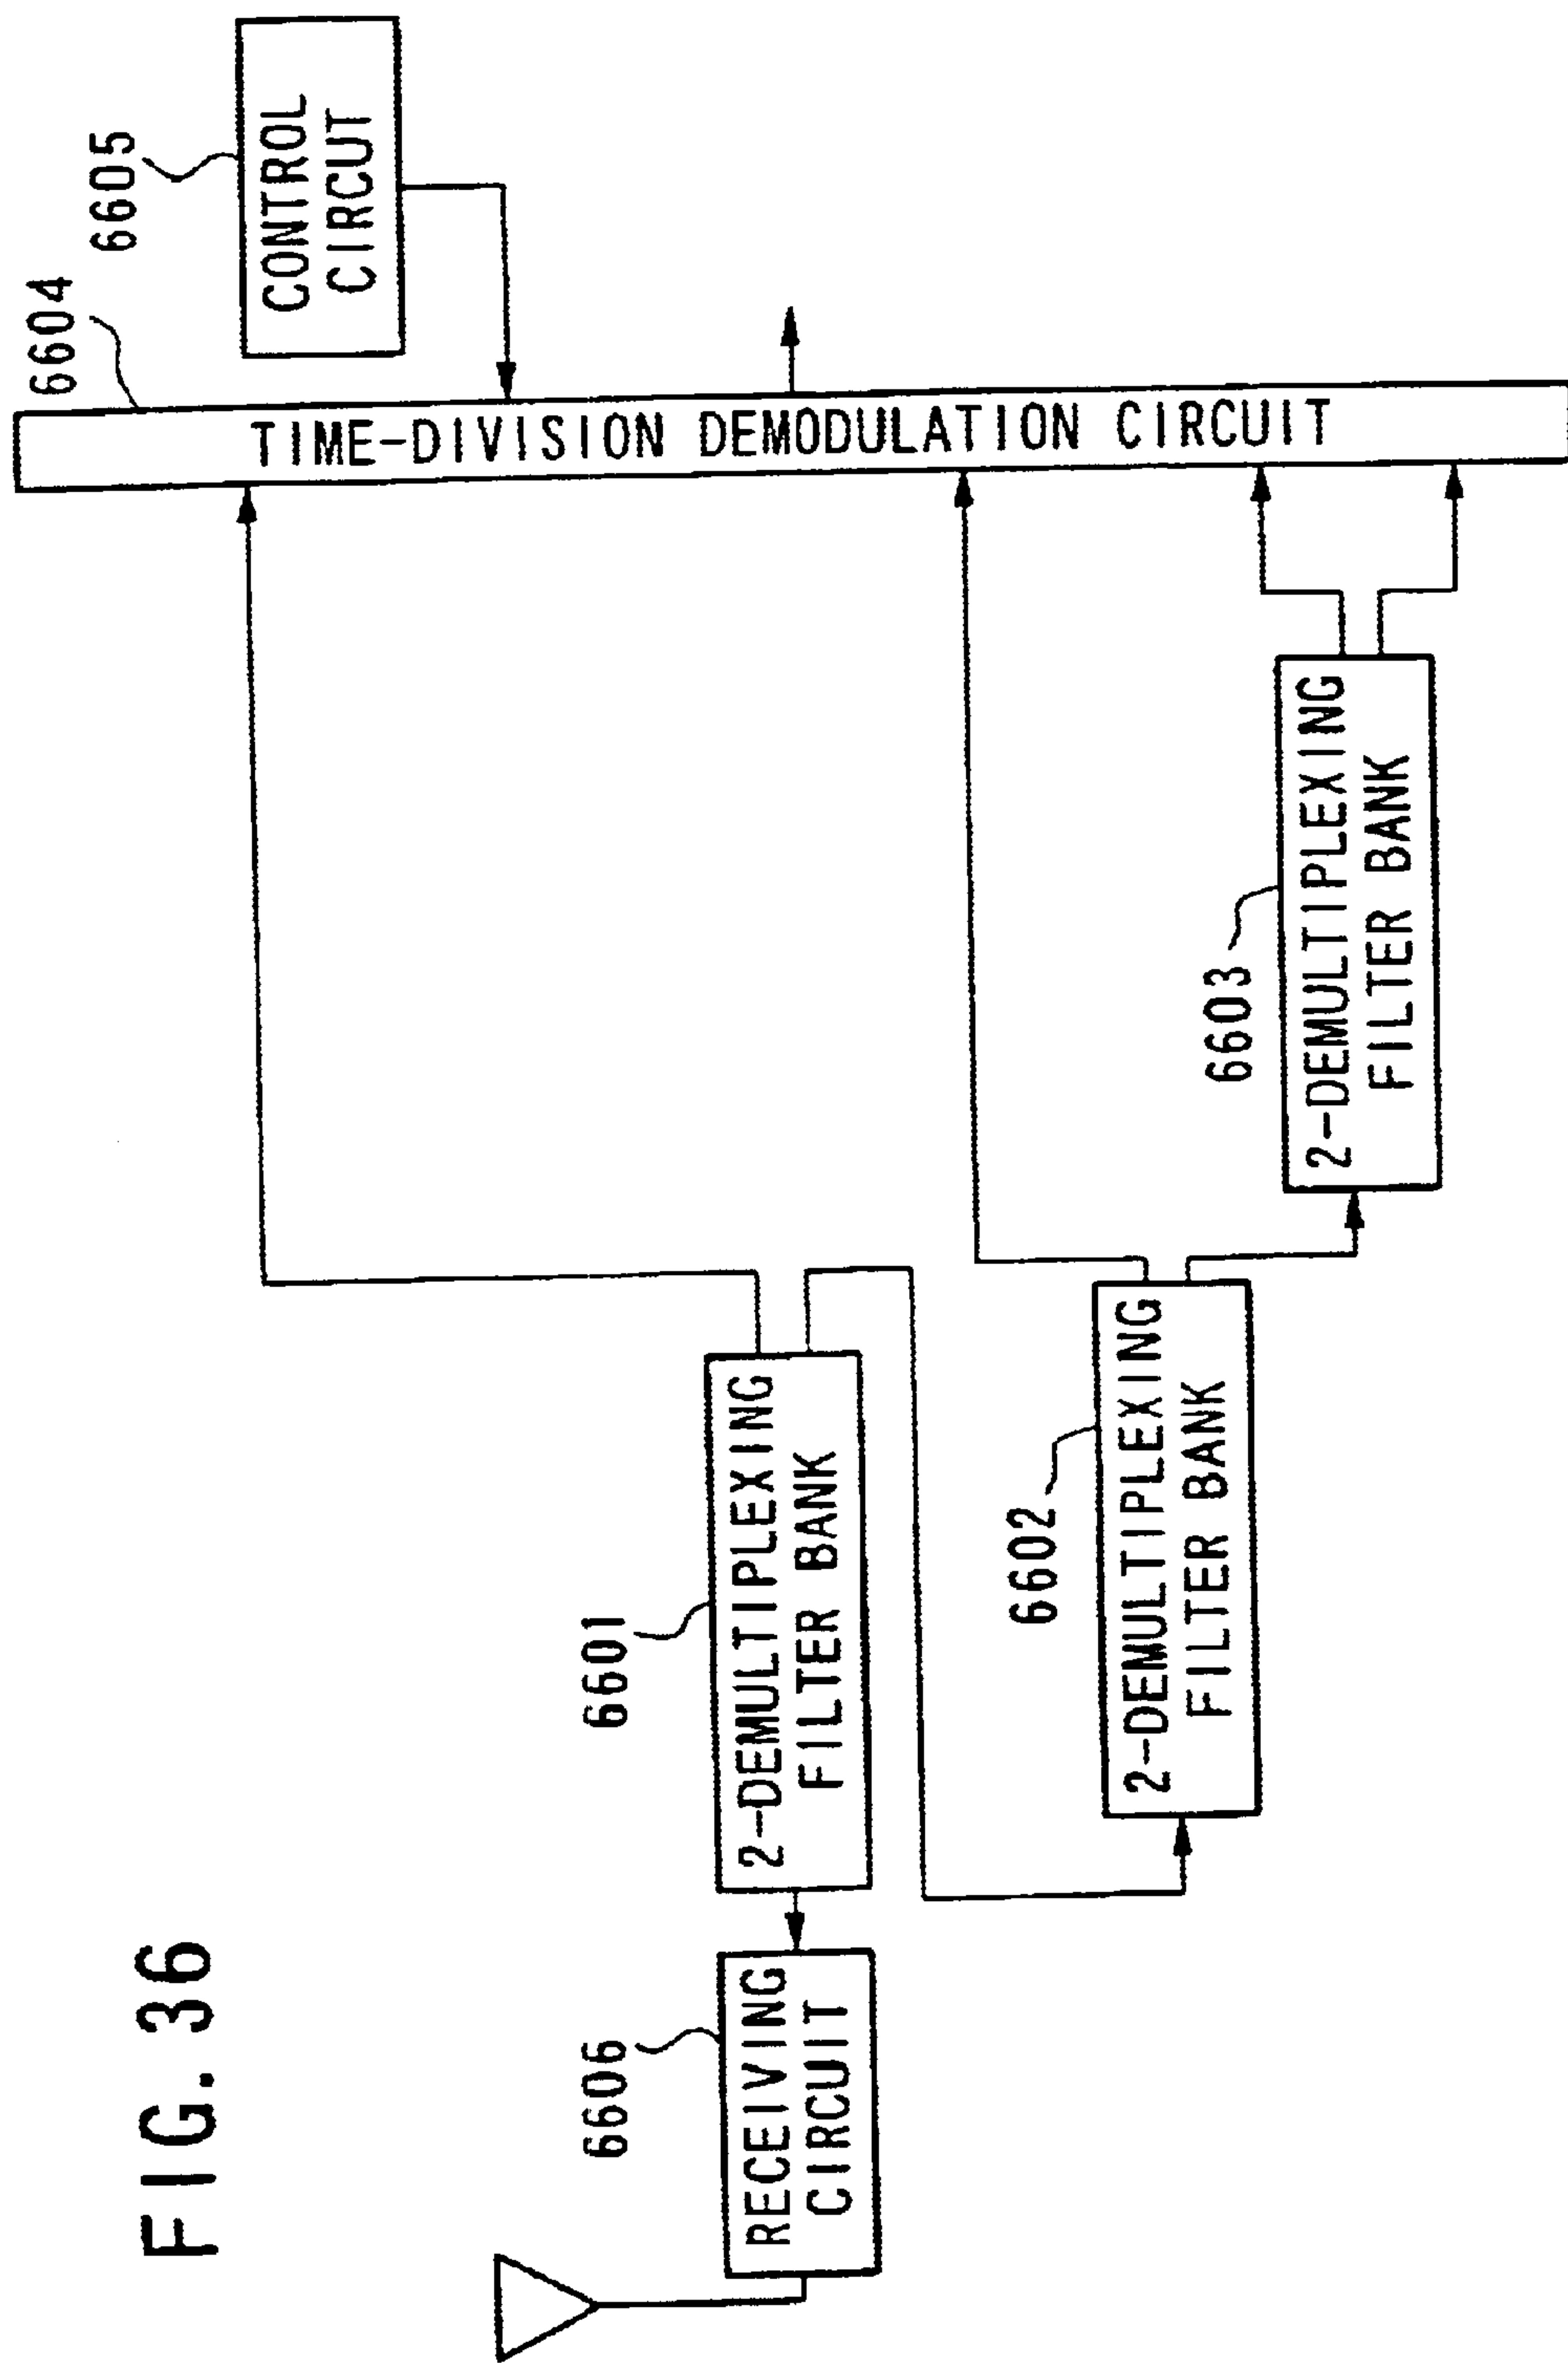 FIG. 36
6604
6605
CONTROL
CIRCUT
TIME-DIVISION DEMODULATION CIRCUIT
6606
RECEIVING
CIRCUIT
6601
2-DEMULTIPLEXING
FILTER BANK
6602
2-DEMULTIPLEXING
FILTER BANK
6603
2-DEMULTIPLEXING
FILTER BANK